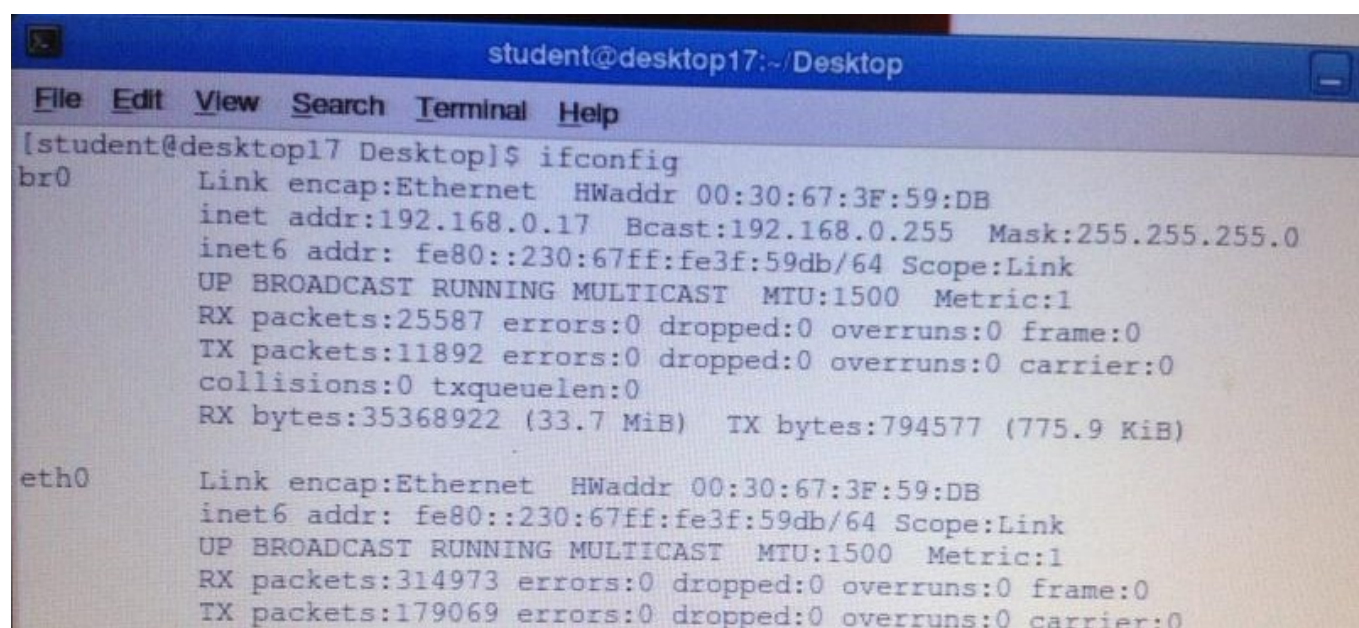 student@desktop17:~/Desktop
File Edit View Search Terminal Help
[student@desktop17 Desktop]$ ifconfig
br0 Link encap:Ethernet HWaddr 00:30:67:3F:59:DB
inet addr:192.168.0.17 Bcast:192.168.0.255 Mask:255.255.255.0
inet6 addr: fe80::230:67ff:fe3f:59db/64 Scope:Link
UP BROADCAST RUNNING MULTICAST MTU:1500 Metric:1
RX packets:25587 errors:0 dropped:0 overruns:0 frame:0
TX packets:11892 errors:0 dropped:0 overruns:0 carrier:0
collisions:0 txqueuelen:0
RX bytes:35368922 (33.7 MiB) TX bytes:794577 (775.9 KiB)
eth0 Link encap:Ethernet HWaddr 00:30:67:3F:59:DB
inet6 addr: fe80::230:67ff:fe3f:59db/64 Scope:Link
UP BROADCAST RUNNING MULTICAST MTU:1500 Metric:1
RX packets:314973 errors:0 dropped:0 overruns:0 frame:0
TX packets:179069 errors:0 dropped:0 overruns:0 carrier:0